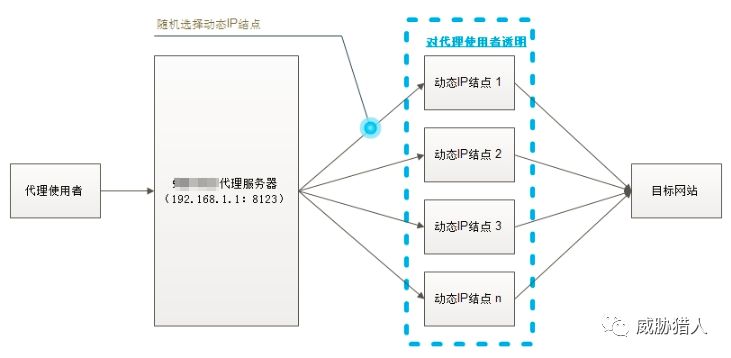 随机选择动态IP结点
对代理使用者透明
动态IP结点 1
动态IP结点 2
代理使用者
代理服务器
（192.168.1.1：8123）
目标网站
动态IP结点 3
动态IP结点 n
威胁猎人